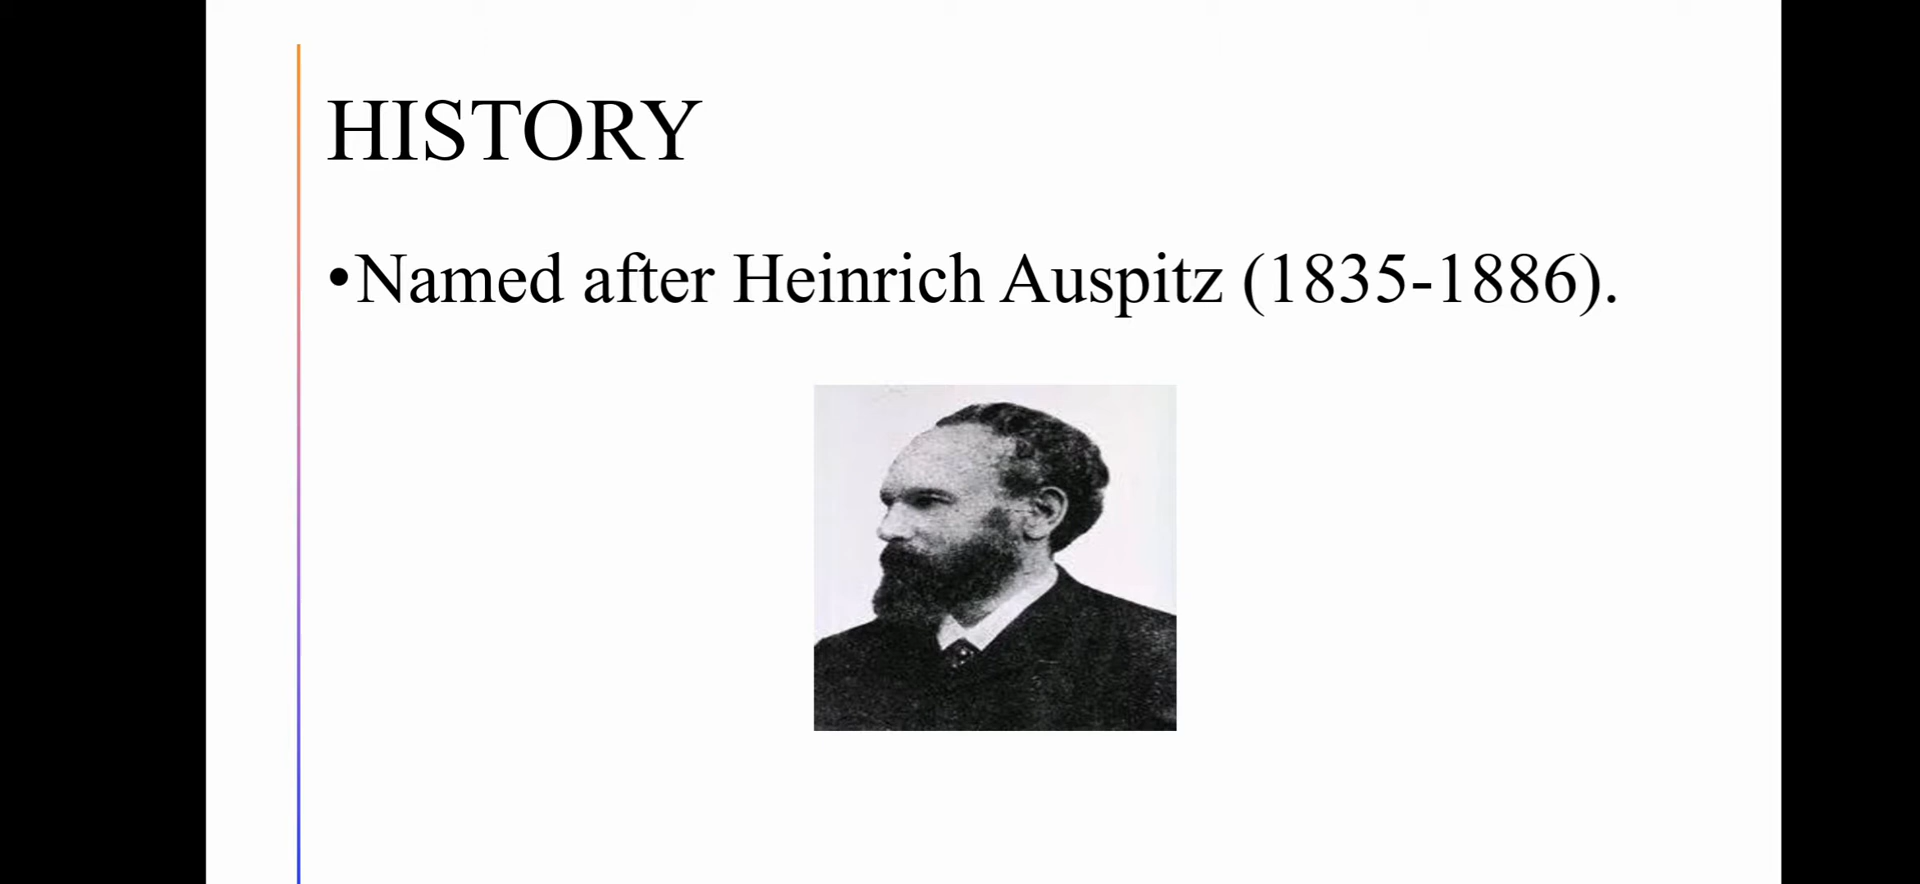 HISTORY
•Named after Heinrich Auspitz (1835-1886).